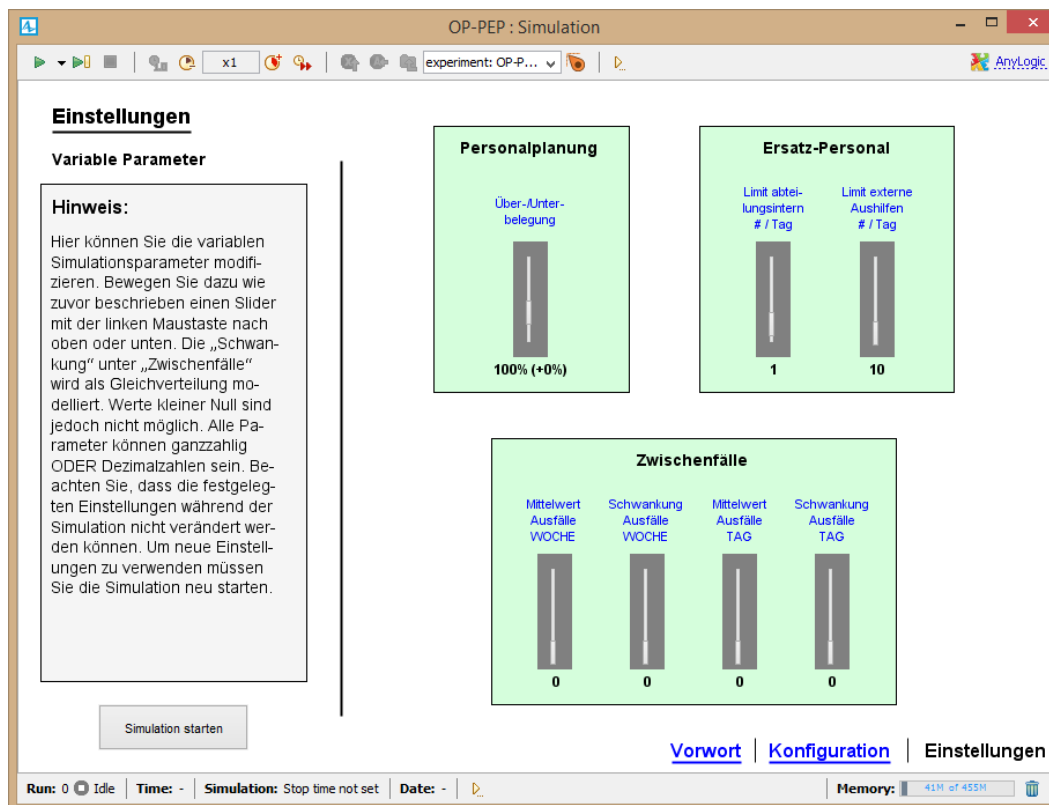 OP-PEP : Simulation
x1
experiment: OP-P...
AnyLogic
Einstellungen
Variable Parameter
Hinweis:
Hier können Sie die variablen
Simulationsparameter modifi-
zieren. Bewegen Sie dazu wie
zuvor beschrieben einen Slider
mit der linken Maustaste nach
oben oder unten. Die „Schwan-
kung“ unter „Zwischenfälle“
wird als Gleichverteilung mo-
delliert. Werte kleiner Null sind
jedoch nicht möglich. Alle Pa-
rameter können ganzzahlig
ODER Dezimalzahlen sein. Be-
achten Sie, dass die festgeleg-
ten Einstellungen während der
Simulation nicht verändert wer-
den können. Um neue Einstell-
ungen zu verwenden müssen
Sie die Simulation neu starten.
Simulation starten
Personalplanung
Über-/Unter-
belegung
100% (+0%)
Ersatz-Personal
Limit abtei-
lungsintern
# / Tag
1
Limit externe
Aushilfen
# / Tag
10
Zwischenfälle
Mittelwert
Ausfälle
WOCHE
0
Schwankung
Ausfälle
WOCHE
0
Mittelwert
Ausfälle
TAG
0
Schwankung
Ausfälle
TAG
0
Vorwort | Konfiguration | Einstellungen
Run: 0 Idle | Time: - | Simulation: Stop time not set | Date: - | Memory: 41M of 455M